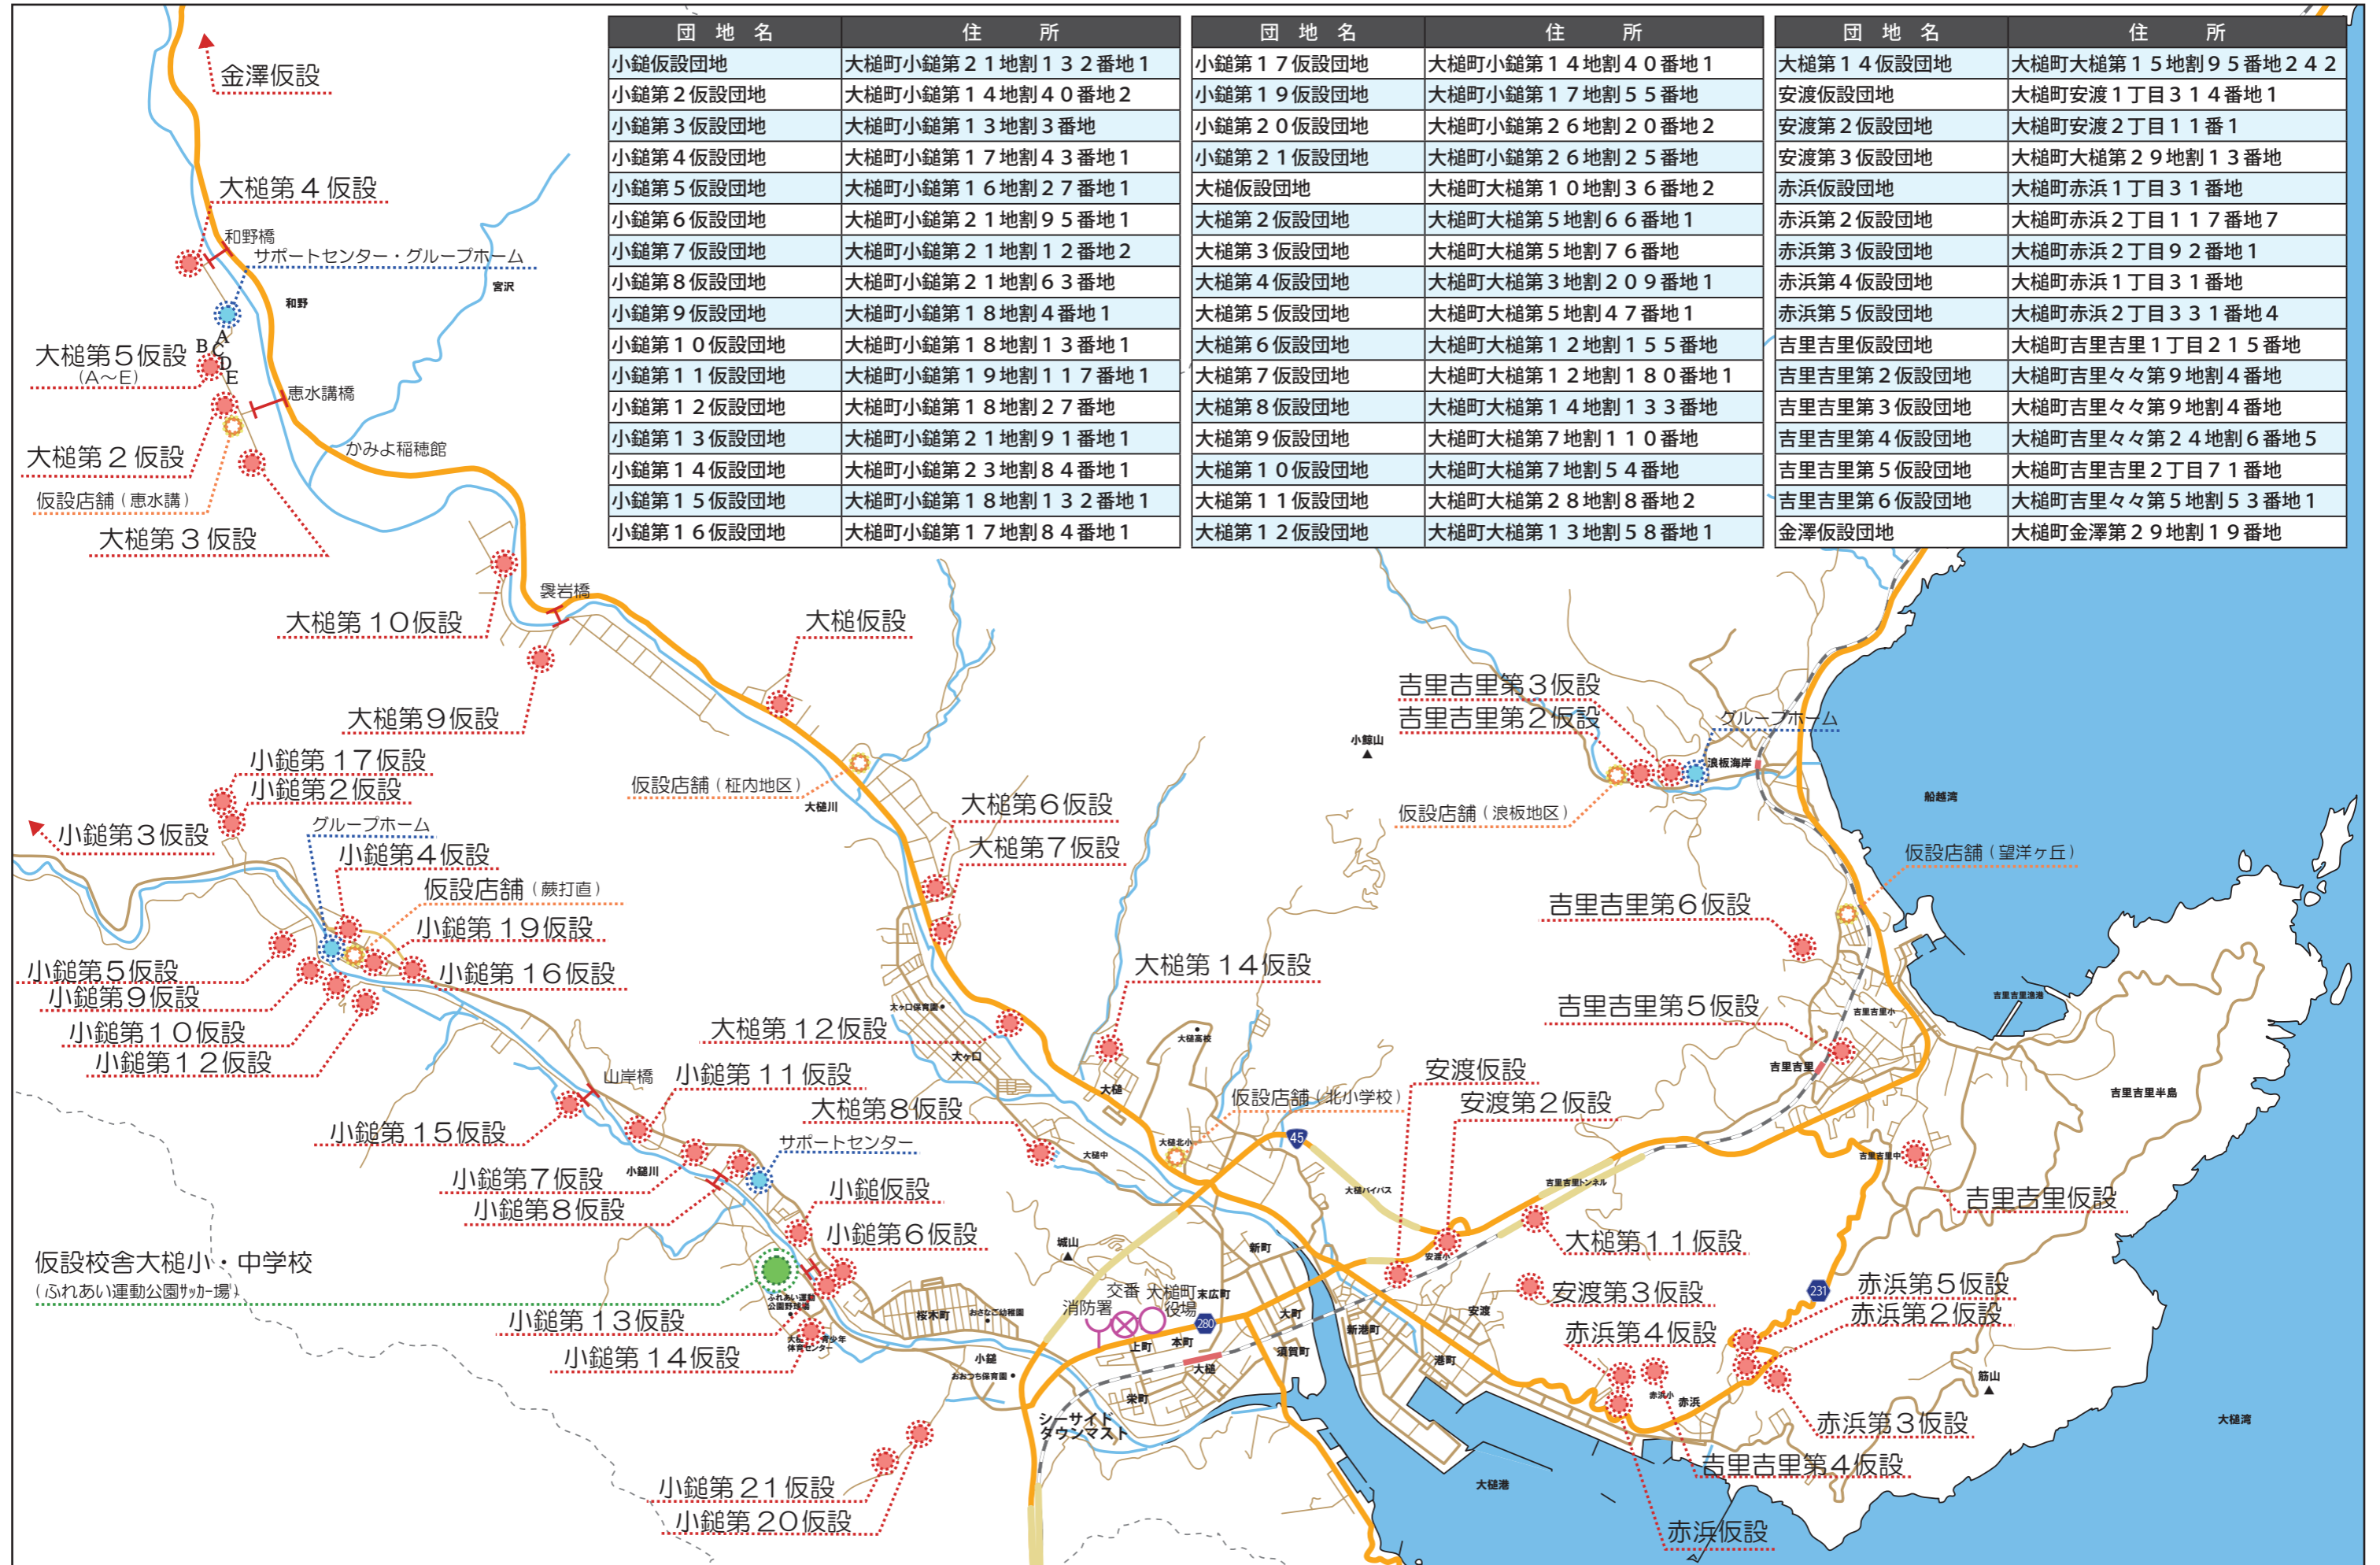 団地名 住所
小鎚仮設団地 大槌町小鎚第21地割132番地1
小鎚第2仮設団地 大槌町小鎚第14地割40番地2
小鎚第3仮設団地 大槌町小鎚第13地割3番地
小鎚第4仮設団地 大槌町小鎚第17地割43番地1
小鎚第5仮設団地 大槌町小鎚第16地割27番地1
小鎚第6仮設団地 大槌町小鎚第21地割95番地1
小鎚第7仮設団地 大槌町小鎚第21地割12番地2
小鎚第8仮設団地 大槌町小鎚第21地割63番地
小鎚第9仮設団地 大槌町小鎚第18地割4番地1
小鎚第10仮設団地 大槌町小鎚第18地割13番地1
小鎚第11仮設団地 大槌町小鎚第19地割117番地1
小鎚第12仮設団地 大槌町小鎚第18地割27番地
小鎚第13仮設団地 大槌町小鎚第21地割91番地1
小鎚第14仮設団地 大槌町小鎚第23地割84番地1
小鎚第15仮設団地 大槌町小鎚第18地割132番地1
小鎚第16仮設団地 大槌町小鎚第17地割84番地1
団地名 住所
小鎚第17仮設団地 大槌町小鎚第14地割40番地1
小鎚第19仮設団地 大槌町小鎚第17地割55番地
小鎚第20仮設団地 大槌町小鎚第26地割20番地2
小鎚第21仮設団地 大槌町小鎚第26地割25番地
大槌仮設団地 大槌町大槌第10地割36番地2
大槌第2仮設団地 大槌町大槌第5地割66番地1
大槌第3仮設団地 大槌町大槌第5地割76番地
大槌第4仮設団地 大槌町大槌第3地割209番地1
大槌第5仮設団地 大槌町大槌第5地割47番地1
大槌第6仮設団地 大槌町大槌第12地割155番地
大槌第7仮設団地 大槌町大槌第12地割180番地1
大槌第8仮設団地 大槌町大槌第14地割133番地
大槌第9仮設団地 大槌町大槌第7地割110番地
大槌第10仮設団地 大槌町大槌第7地割54番地
大槌第11仮設団地 大槌町大槌第28地割8番地2
大槌第12仮設団地 大槌町大槌第13地割58番地1
団地名 住所
大槌第14仮設団地 大槌町大槌第15地割95番地242
安渡仮設団地 大槌町安渡1丁目314番地1
安渡第2仮設団地 大槌町安渡2丁目11番1
安渡第3仮設団地 大槌町大槌第29地割13番地
赤浜仮設団地 大槌町赤浜1丁目31番地
赤浜第2仮設団地 大槌町赤浜2丁目117番地7
赤浜第3仮設団地 大槌町赤浜2丁目92番地1
赤浜第4仮設団地 大槌町赤浜1丁目31番地
赤浜第5仮設団地 大槌町赤浜2丁目331番地4
吉里吉里仮設団地 大槌町吉里吉里1丁目215番地
吉里吉里第2仮設団地 大槌町吉里々々第9地割4番地
吉里吉里第3仮設団地 大槌町吉里々々第9地割4番地
吉里吉里第4仮設団地 大槌町吉里々々第24地割6番地5
吉里吉里第5仮設団地 大槌町吉里吉里2丁目71番地
吉里吉里第6仮設団地 大槌町吉里々々第5地割53番地1
金澤仮設団地 大槌町金澤第29地割19番地
金澤仮設
大槌第4仮設
和野橋
サポートセンター・グループホーム
和野
宮沢
A
B
C
D
E
大槌第5仮設
(A～E)
恵水講橋
かみよ稲穂館
大槌第2仮設
仮設店舗(恵水講)
大槌第3仮設
袰岩橋
大槌第10仮設
大槌仮設
大槌第9仮設
仮設店舗(柾内地区)
大槌川
小鎚第17仮設
小鎚第2仮設
小鎚第3仮設
グループホーム
小鎚第4仮設
仮設店舗(蕨打直)
小鎚第19仮設
小鎚第16仮設
小鎚第5仮設
小鎚第9仮設
小鎚第10仮設
小鎚第12仮設
大槌第6仮設
大槌第7仮設
大槌第14仮設
大ケ口保育園
大槌第12仮設
大ケ口
大槌高校
大槌
山岸橋
小鎚第11仮設
大槌第8仮設
仮設店舗(北小学校)
大槌北小
大槌中
小鎚第15仮設
サポートセンター
小鎚川
小鎚第7仮設
小鎚第8仮設
小鎚仮設
小鎚第6仮設
仮設校舎大槌小・中学校
(ふれあい運動公園サッカー場)
ふれあい運動
公園野球場
小鎚第13仮設
青少年
体育センター
小鎚第14仮設
桜木町
おさなご幼稚園
小鎚
おおつち保育園
小鎚第21仮設
小鎚第20仮設
城山
交番
消防署
大槌町
役場
末広町
280
上町
本町
大槌
栄町
シーサイド
タウンマスト
新町
大町
須賀町
新港町
港町
安渡
吉里吉里第3仮設
吉里吉里第2仮設
小鯨山
グループホーム
浪板海岸
仮設店舗(浪板地区)
船越湾
仮設店舗(望洋ケ丘)
吉里吉里第6仮設
吉里吉里第5仮設
吉里吉里漁港
吉里吉里小
吉里吉里
吉里吉里半島
安渡仮設
安渡第2仮設
45
大槌バイパス
吉里吉里トンネル
吉里吉里中
吉里吉里仮設
大槌第11仮設
安渡小
安渡第3仮設
231
赤浜第5仮設
赤浜第2仮設
赤浜第4仮設
赤浜小
赤浜
筋山
赤浜第3仮設
大槌湾
吉里吉里第4仮設
大槌港
赤浜仮設